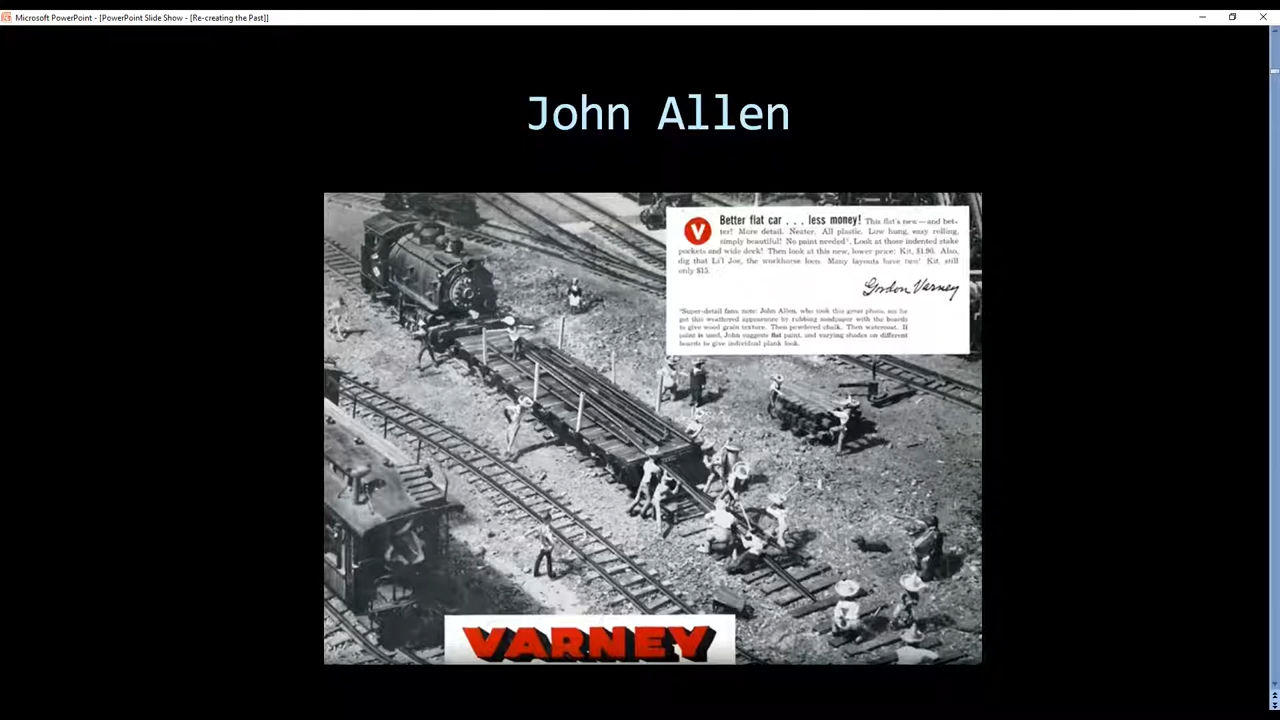 Microsoft PowerPoint - [PowerPoint Slide Show - [Re-creating the Past]]
John Allen
V
Better flat car . . . less money! This flat's new—and bet-
ter! More detail. Neater. All plastic. Low hung, easy rolling,
simply beautiful! No paint needed*. Look at those indented stake
pockets and wide deck! Then look at this new, lower price: Kit, $1.90. Also,
dig that Li'l Joe, the workhorse loco. Many layouts have two! Kit still
only $15.
Gordon Varney
*Super-detail fans, note: John Allen, who took this great photo, says he
got this weathered appearance by rubbing sandpaper with the boards
to give wood grain texture. Then powdered chalk. Then watercoat. If
paint is used, John suggests flat paint, and varying shades on different
boards to give individual plank look.
VARNEY